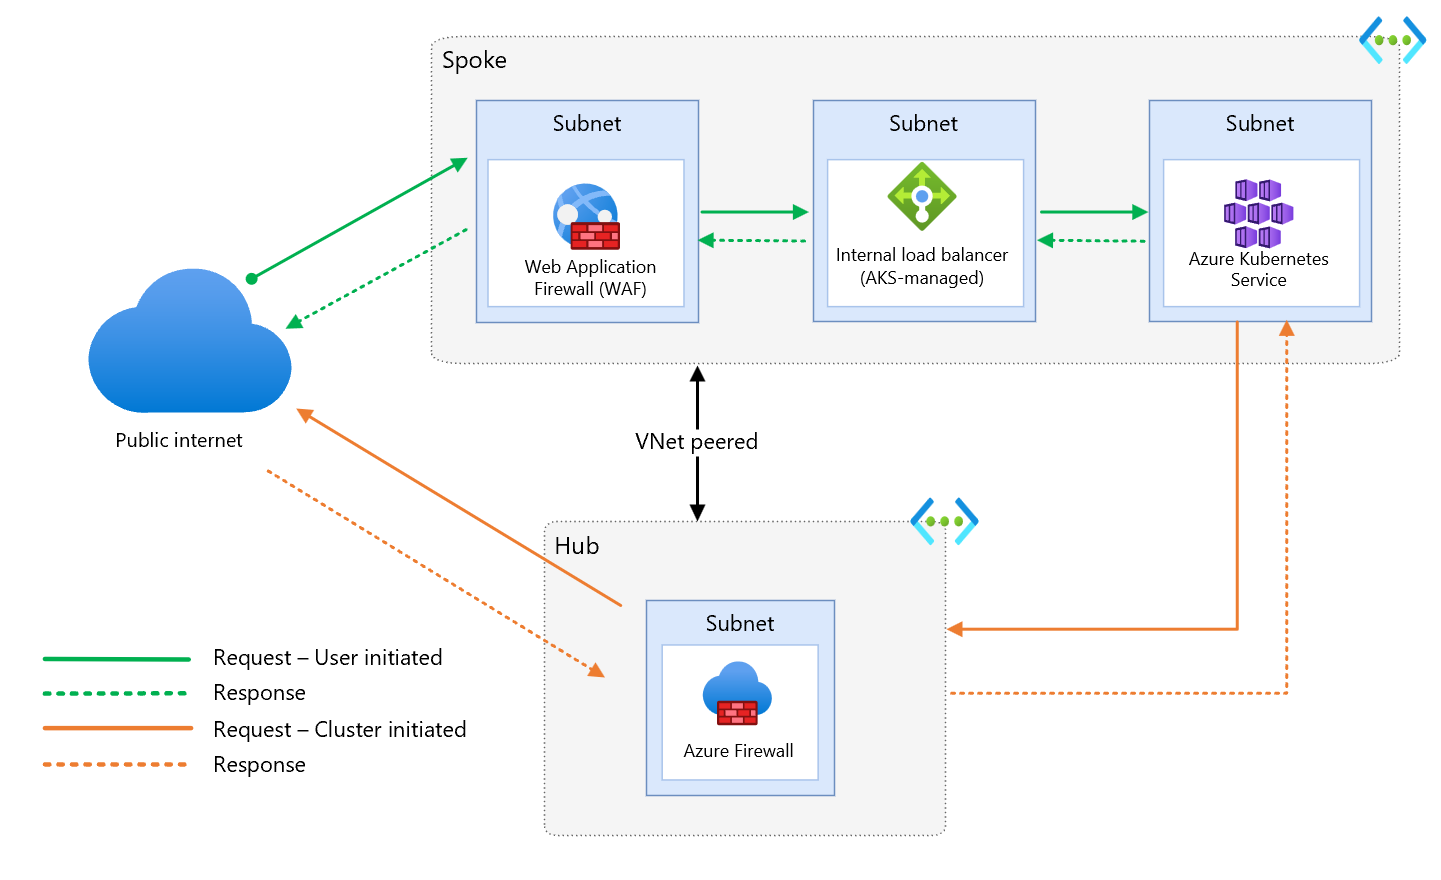 Spoke
Subnet
Subnet
Subnet
Web Application
Firewall (WAF)
Internal load balancer
(AKS-managed)
Azure Kubernetes
Service
Public internet
VNet peered
Hub
Subnet
Azure Firewall
Request – User initiated
Response
Request – Cluster initiated
Response